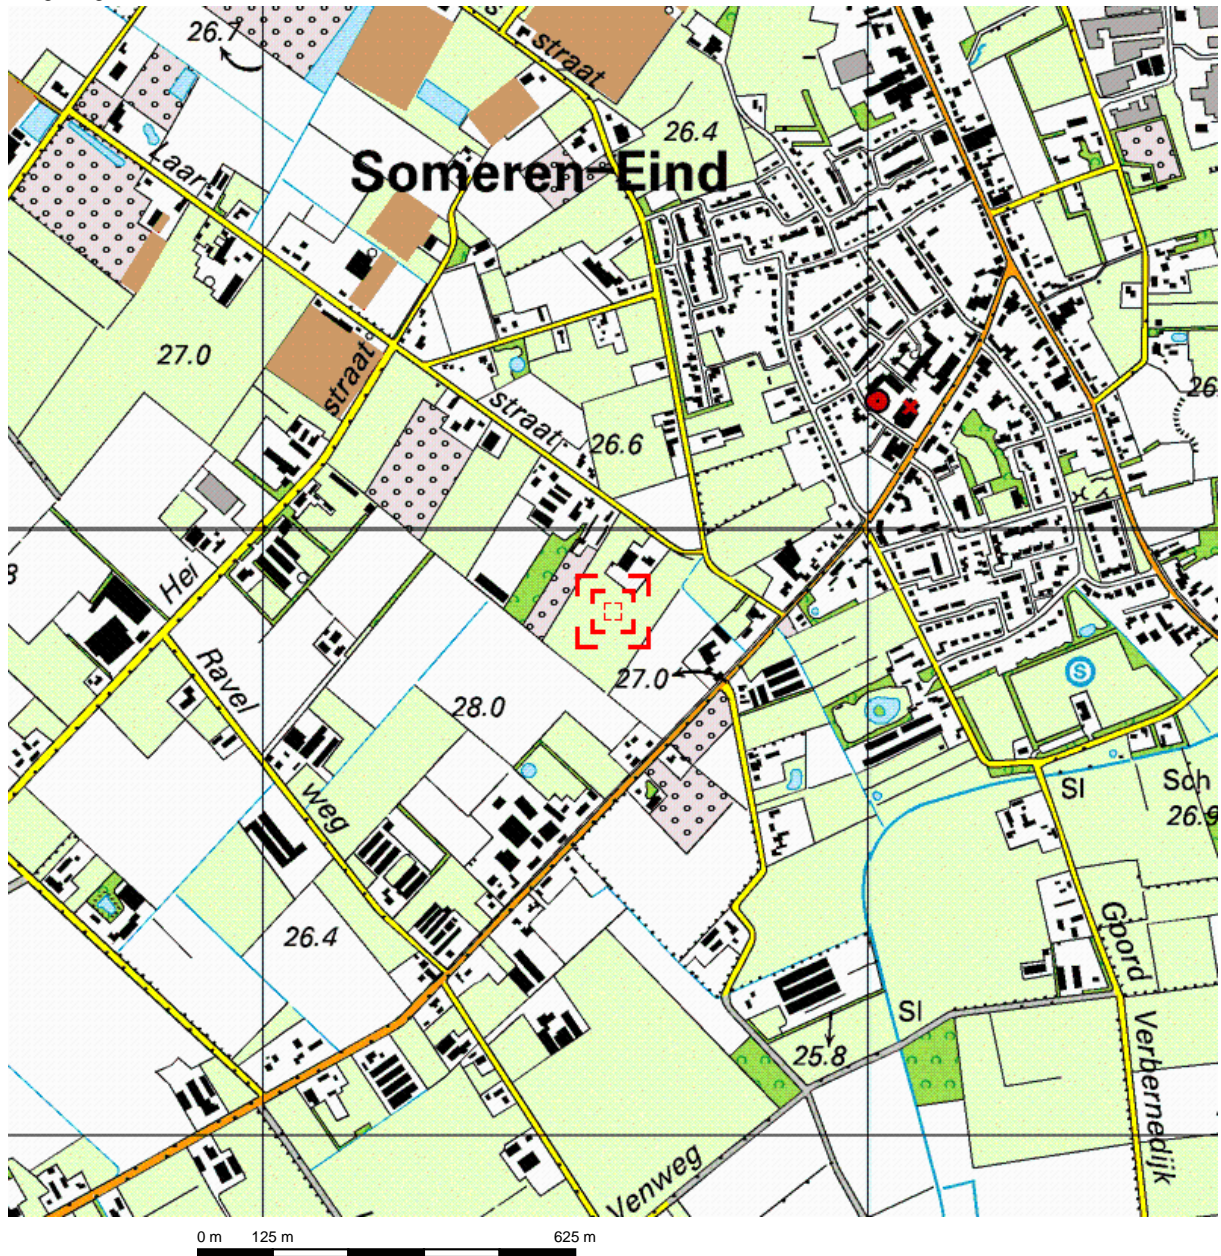 26.7
straat
26.4
Laar
Someren-Eind
27.0
straat
26.
straat
26.6
Hei
Ravel
27.0
S
28.0
weg
Sl
Sch
26.9
26.4
Goord
Sl
25.8
Verbernedijk
Venweg
0 m 125 m 625 m